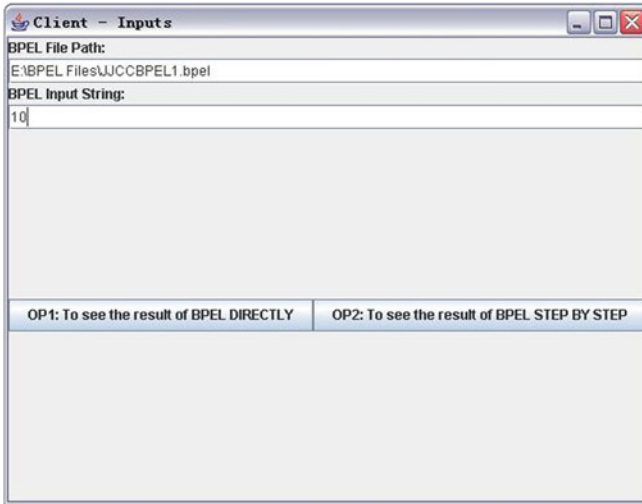 Client - Inputs
BPEL File Path:
E:\BPEL Files\JJCCBPEL1.bpel
BPEL Input String:
10
OP1: To see the result of BPEL DIRECTLY
OP2: To see the result of BPEL STEP BY STEP